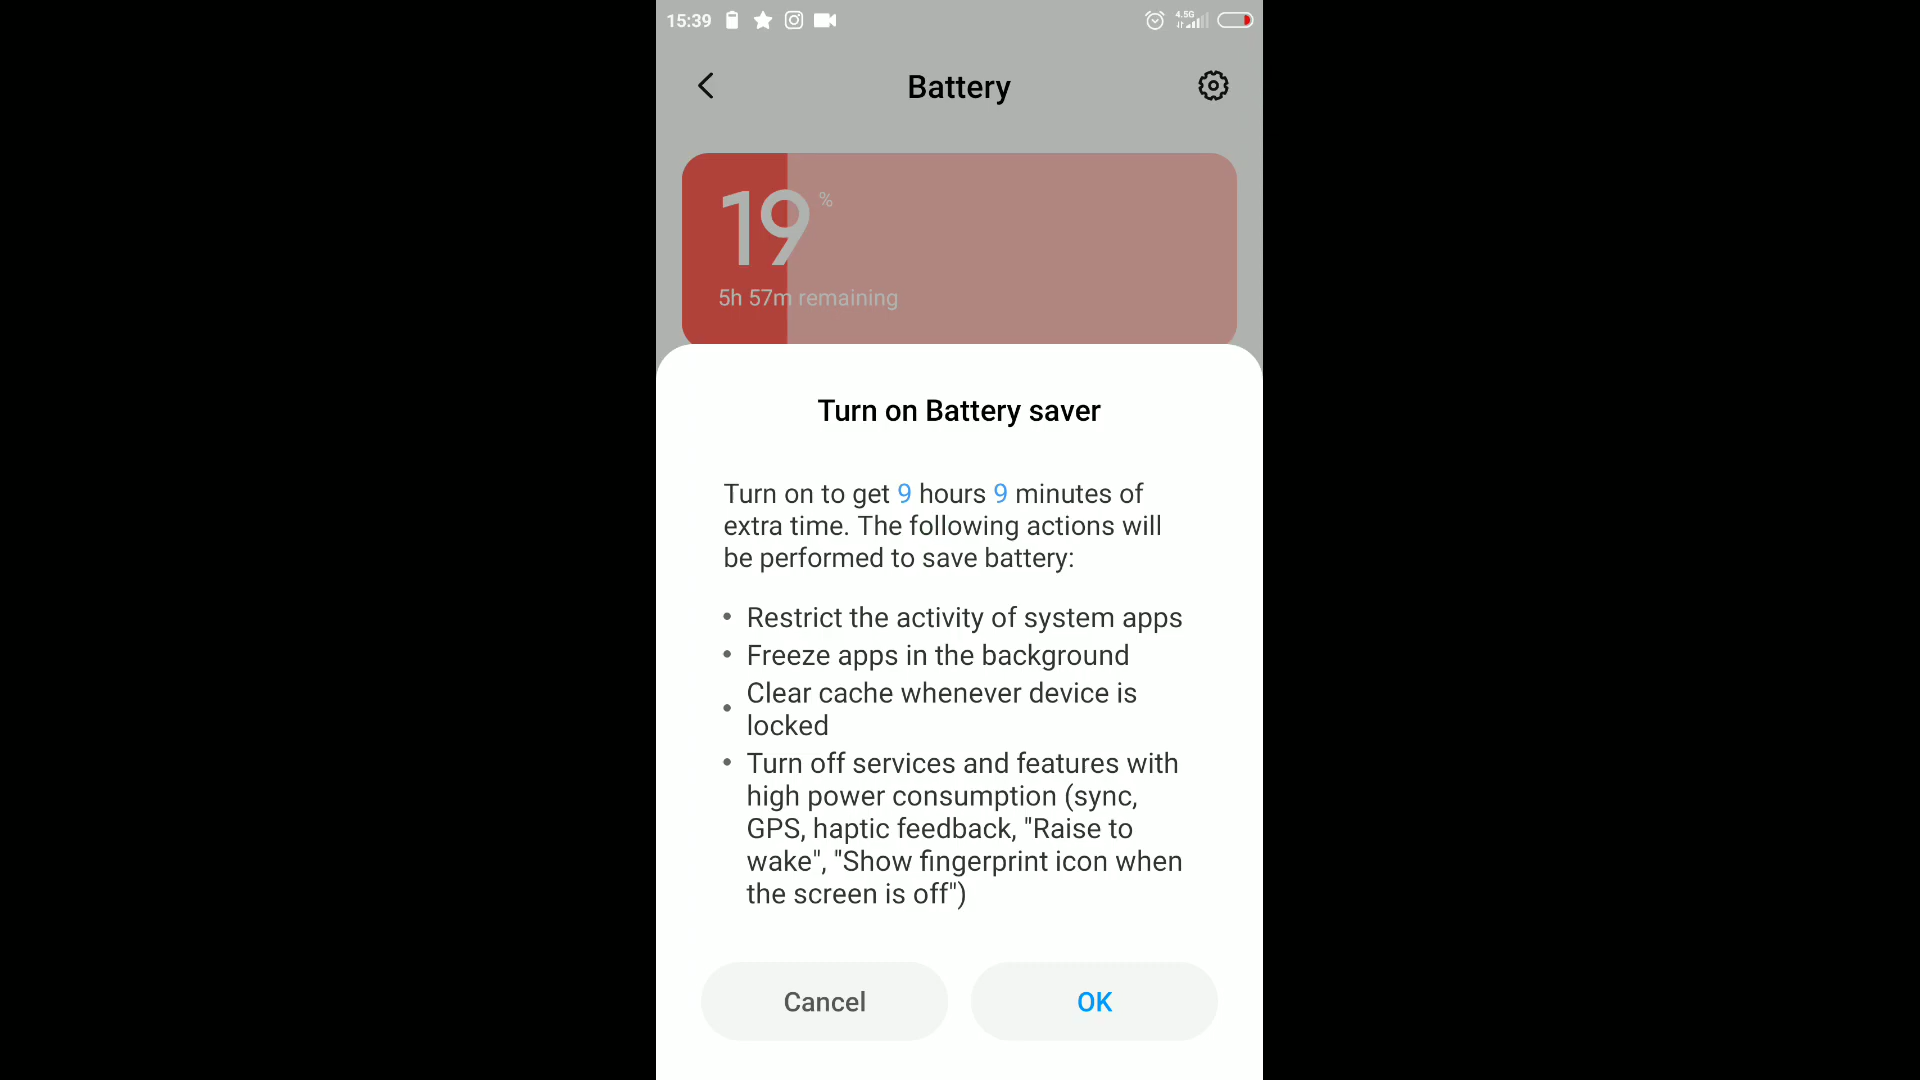 15:39
4.5G
Battery
19 %
5h 57m remaining
Turn on Battery saver
Turn on to get 9 hours 9 minutes of
extra time. The following actions will
be performed to save battery:
• Restrict the activity of system apps
• Freeze apps in the background
• Clear cache whenever device is
locked
• Turn off services and features with
high power consumption (sync,
GPS, haptic feedback, "Raise to
wake", "Show fingerprint icon when
the screen is off")
Cancel
OK